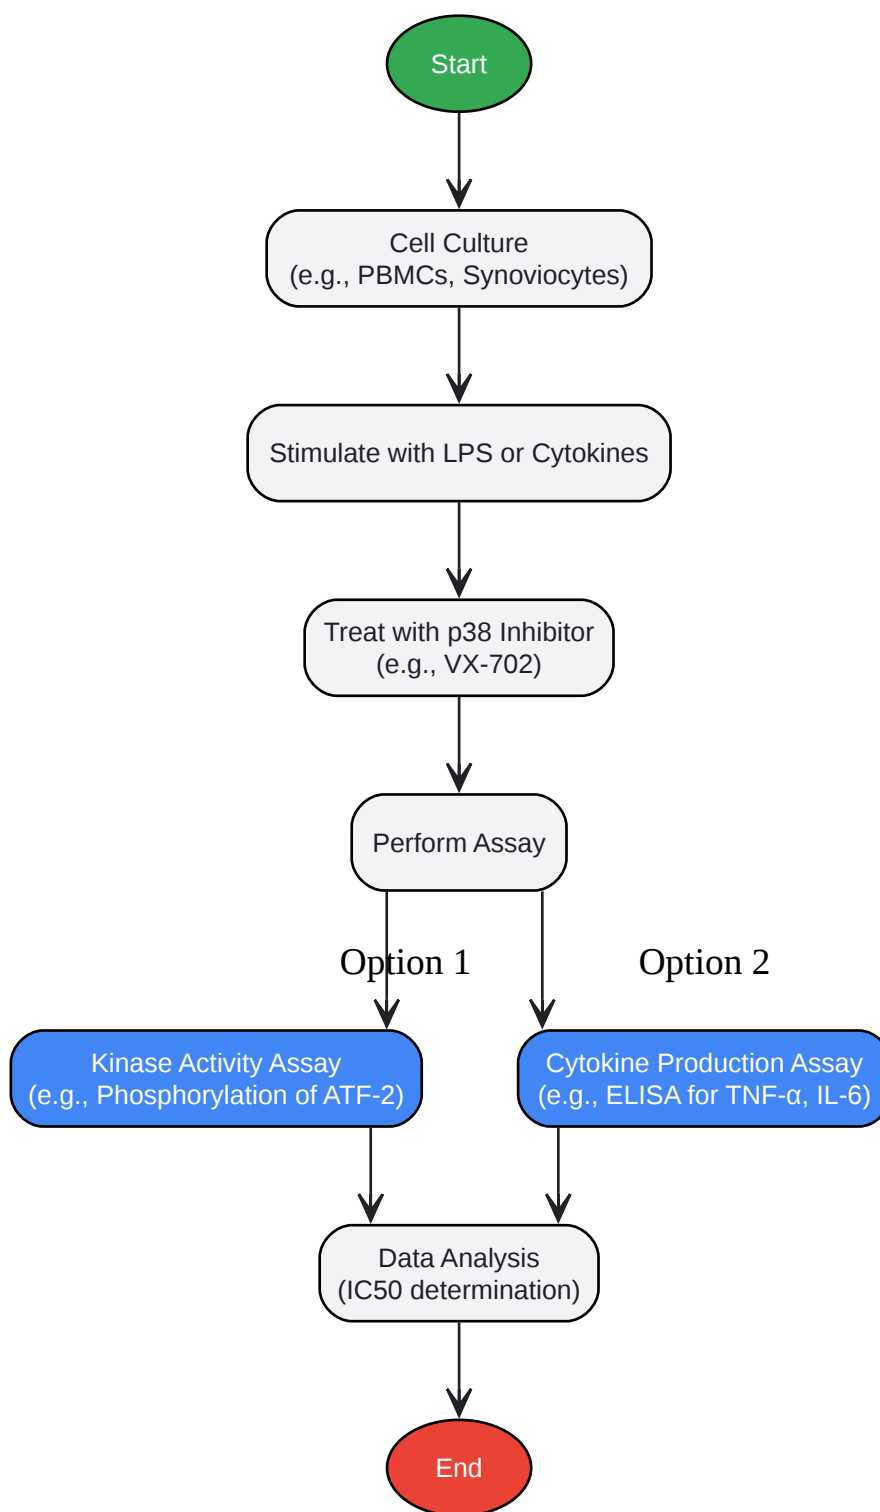 Start
Cell Culture
(e.g., PBMCs, Synoviocytes)
Stimulate with LPS or Cytokines
Treat with p38 Inhibitor
(e.g., VX-702)
Perform Assay
Option 1
Option 2
Kinase Activity Assay
(e.g., Phosphorylation of ATF-2)
Cytokine Production Assay
(e.g., ELISA for TNF-α, IL-6)
Data Analysis
(IC50 determination)
End